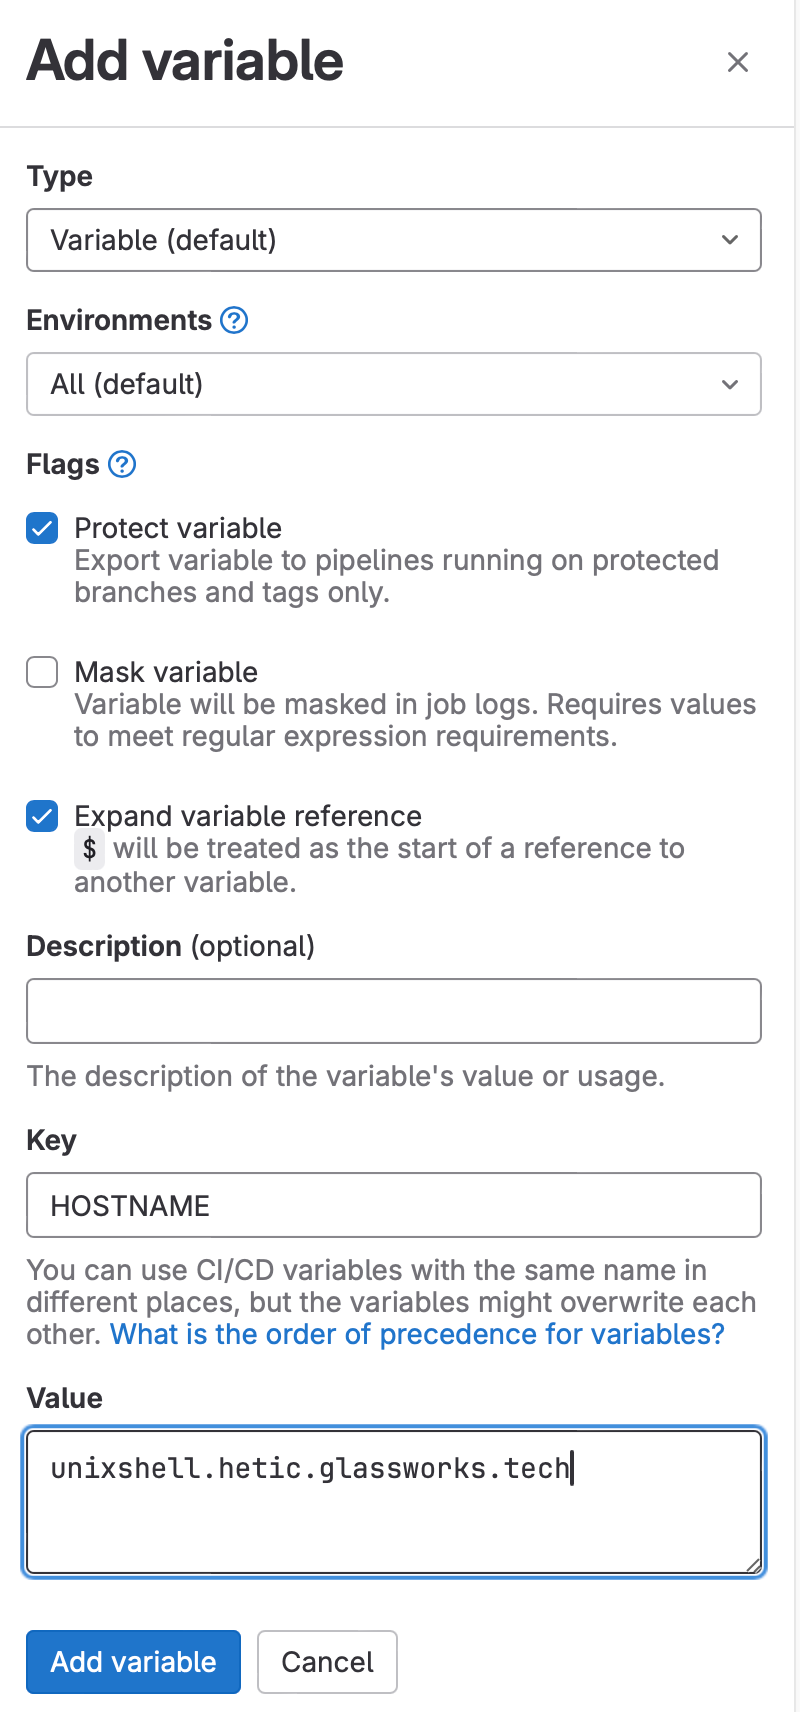 Add variable
Type
Variable (default)
Environments
All (default)
Flags
Protect variable
Export variable to pipelines running on protected
branches and tags only.
Mask variable
Variable will be masked in job logs. Requires values
to meet regular expression requirements.
Expand variable reference
$ will be treated as the start of a reference to
another variable.
Description (optional)
The description of the variable's value or usage.
Key
HOSTNAME
You can use CI/CD variables with the same name in
different places, but the variables might overwrite each
other. What is the order of precedence for variables?
Value
unixshell.hetic.glassworks.tech
Add variable Cancel